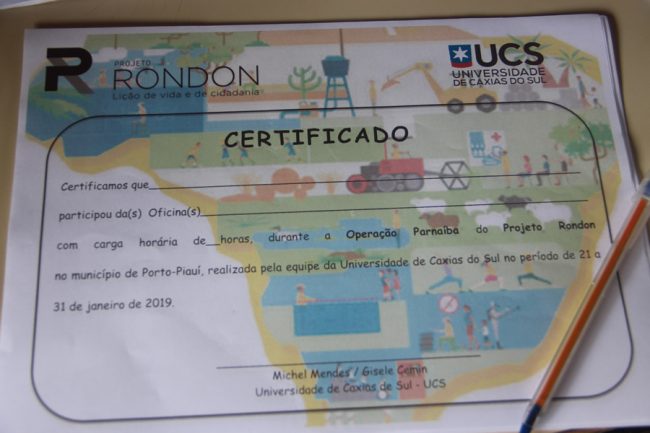 PROJETO
RONDON
Lição de vida e de cidadania
UCS
UNIVERSIDADE
DE CAXIAS DO SUL
CERTIFICADO
Certificamos que
participou da(s) Oficina(s)
com carga horária de__horas, durante a Operação Parnaíba do Projeto Rondon
no município de Porto-Piauí, realizada pela equipe da Universidade de Caxias do Sul no período de 21 a
31 de janeiro de 2019.
Michel Mendes / Gisele Cemin
Universidade de Caxias de Sul - UCS